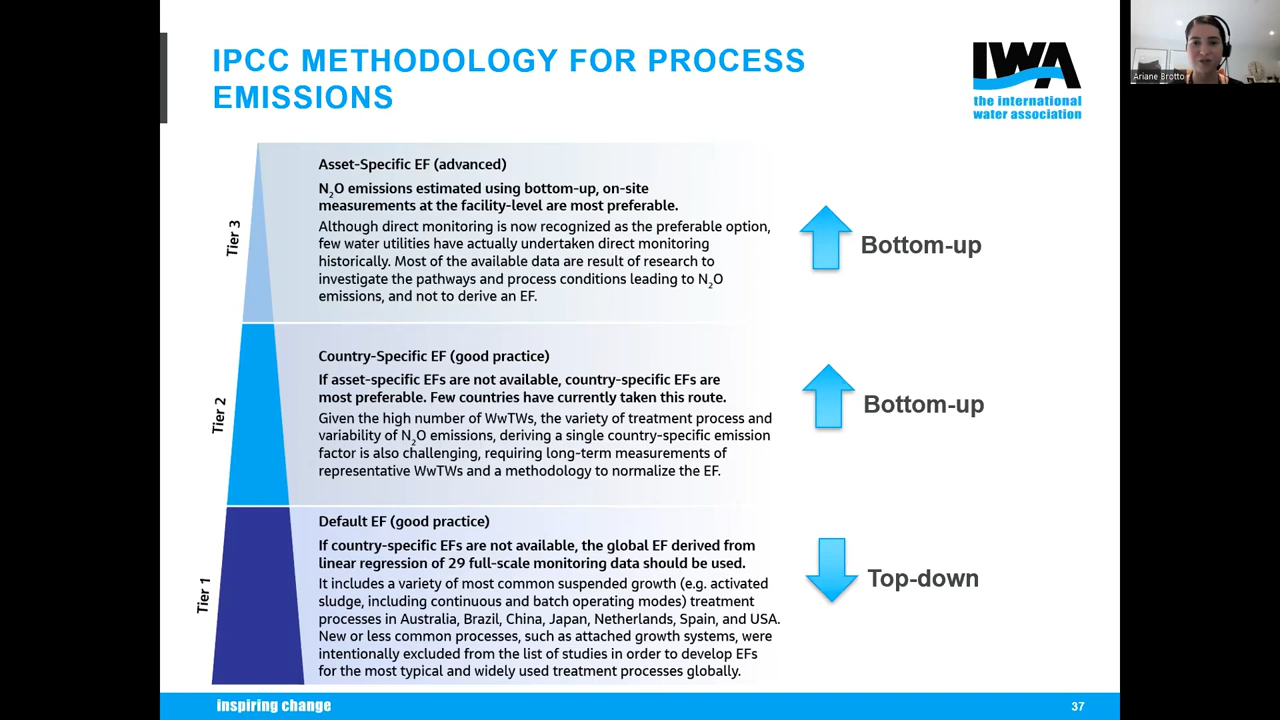 IPCC METHODOLOGY FOR PROCESS
EMISSIONS
IWA
the international
water association
Ariane Brotto
Tier 3
Asset-Specific EF (advanced)
N₂O emissions estimated using bottom-up, on-site
measurements at the facility-level are most preferable.
Although direct monitoring is now recognized as the preferable option,
few water utilities have actually undertaken direct monitoring
historically. Most of the available data are result of research to
investigate the pathways and process conditions leading to N₂O
emissions, and not to derive an EF.
Bottom-up
Tier 2
Country-Specific EF (good practice)
If asset-specific EFs are not available, country-specific EFs are
most preferable. Few countries have currently taken this route.
Given the high number of WwTWs, the variety of treatment process and
variability of N₂O emissions, deriving a single country-specific emission
factor is also challenging, requiring long-term measurements of
representative WwTWs and a methodology to normalize the EF.
Bottom-up
Tier 1
Default EF (good practice)
If country-specific EFs are not available, the global EF derived from
linear regression of 29 full-scale monitoring data should be used.
It includes a variety of most common suspended growth (e.g. activated
sludge, including continuous and batch operating modes) treatment
processes in Australia, Brazil, China, Japan, Netherlands, Spain, and USA.
New or less common processes, such as attached growth systems, were
intentionally excluded from the list of studies in order to develop EFs
for the most typical and widely used treatment processes globally.
Top-down
inspiring change
37